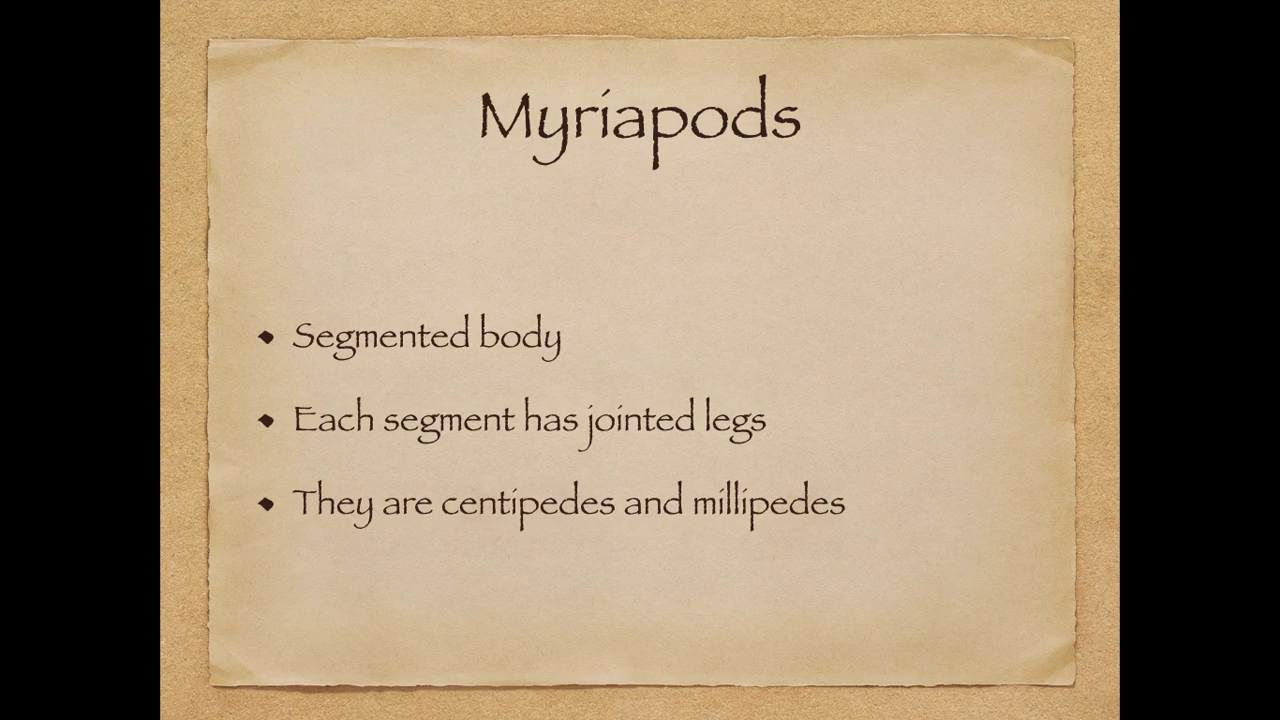 Myriapods
• Segmented body
• Each segment has jointed legs
• They are centipedes and millipedes